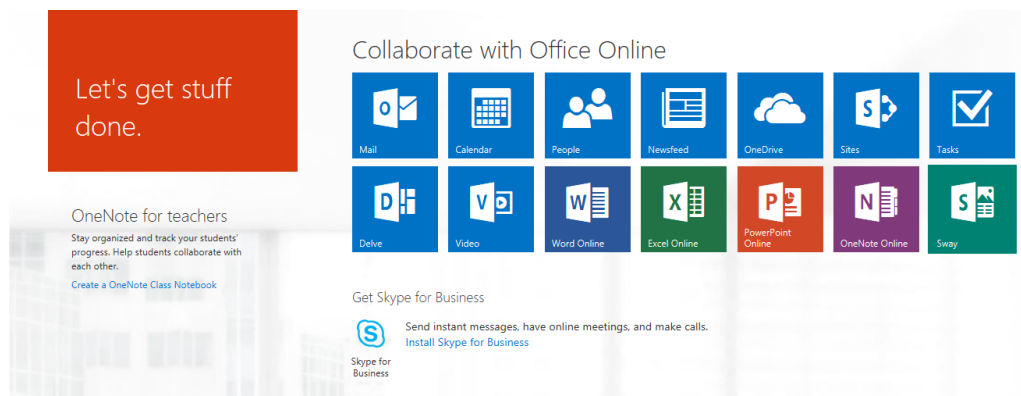 Let's get stuff
done.
OneNote for teachers
Stay organized and track your students'
progress. Help students collaborate with
each other.
Create a OneNote Class Notebook
Collaborate with Office Online
O
Mail
Calendar
People
Newsfeed
OneDrive
S
Sites
Tasks
D
Delve
V
Video
W
Word Online
X
Excel Online
P
PowerPoint
Online
N
OneNote Online
S
Sway
Get Skype for Business
S
Skype for
Business
Send instant messages, have online meetings, and make calls.
Install Skype for Business